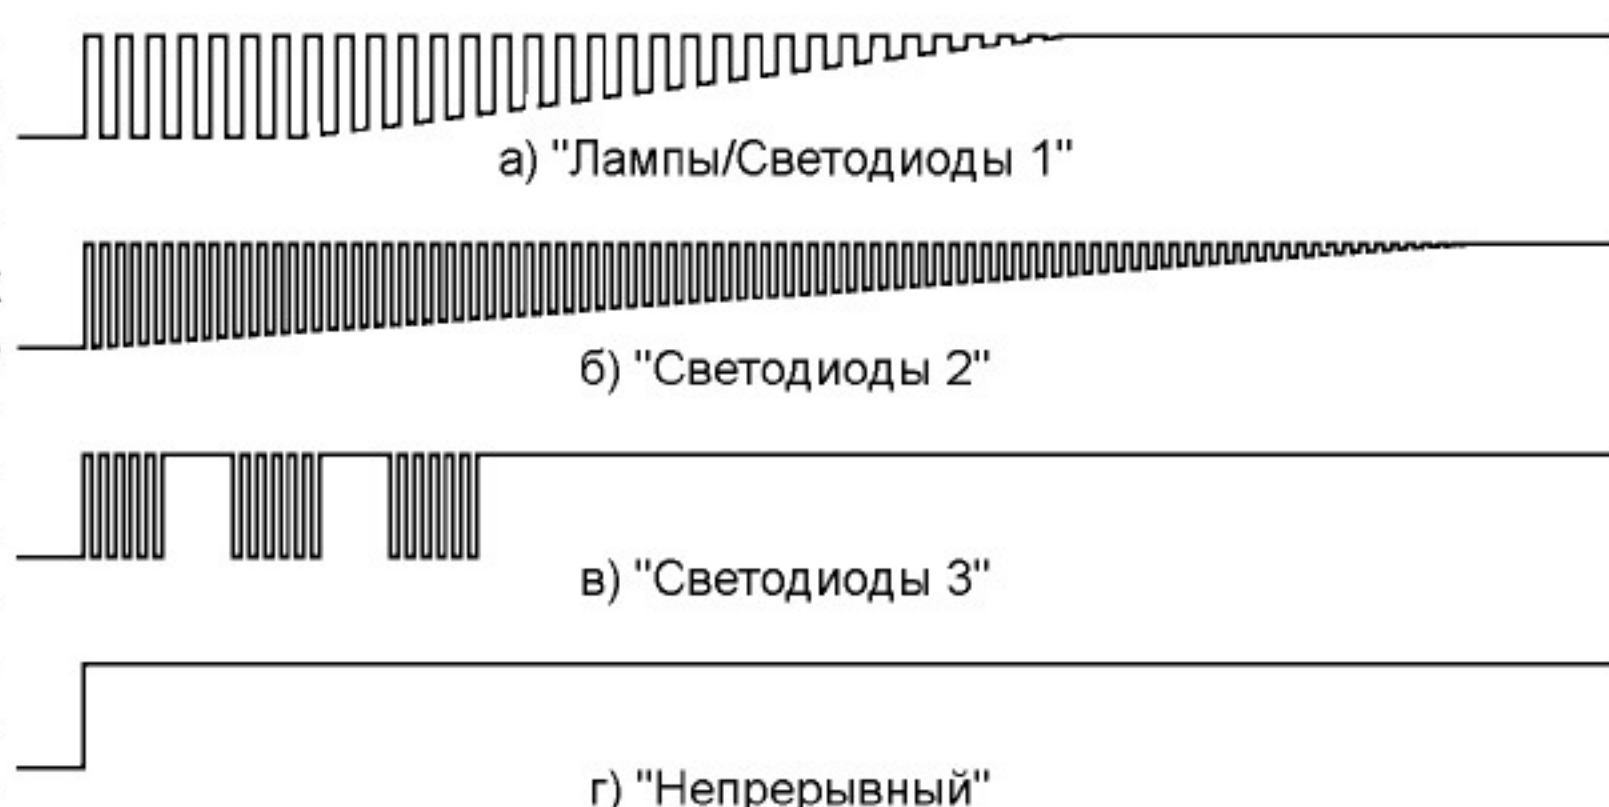 а) "Лампы/Светодиоды 1"
б) "Светодиоды 2"
в) "Светодиоды 3"
г) "Непрерывный"